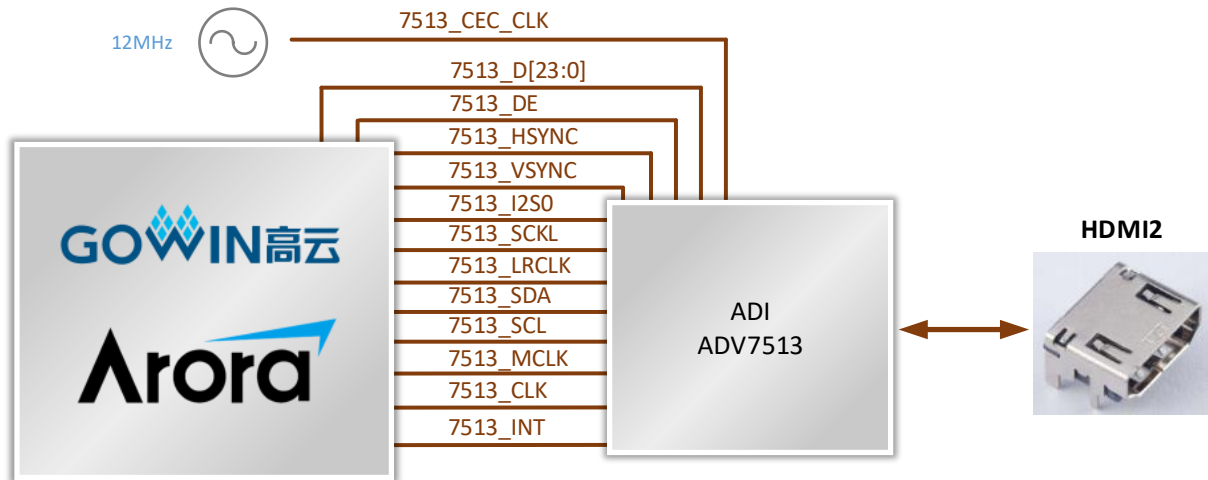 7513_CEC_CLK
12MHz
7513_D[23:0]
7513_DE
7513_HSYNC
7513_VSYNC
7513_I2S0
7513_SCKL
7513_LRCLK
7513_SDA
7513_SCL
7513_MCLK
7513_CLK
7513_INT
GOWIN高云
Arora
ADI
ADV7513
HDMI2